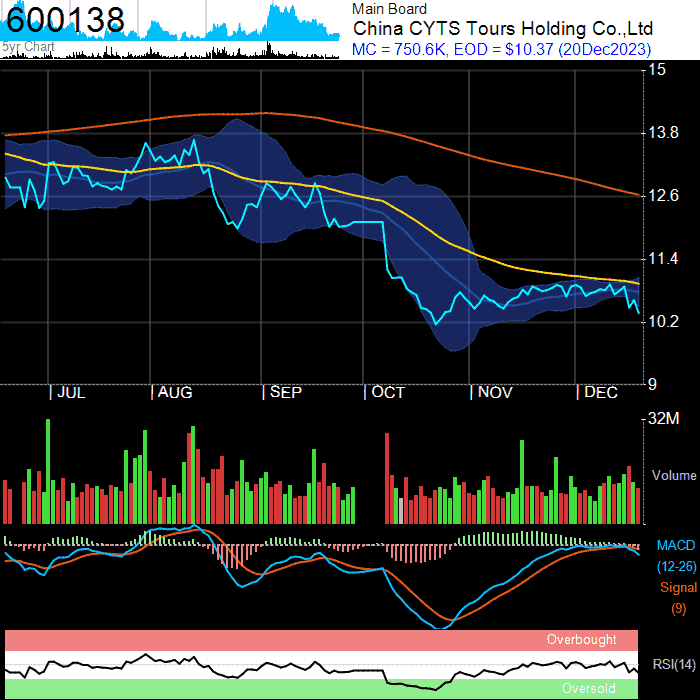 600138
5yr Chart
Main Board
China CYTS Tours Holding Co.,Ltd
MC = 750.6K, EOD = $10.37 (20Dec2023)
15
13.8
12.6
11.4
10.2
9
JUL
AUG
SEP
OCT
NOV
DEC
32M
Volume
MACD
(12-26)
Signal
(9)
Overbought
RSI(14)
Oversold